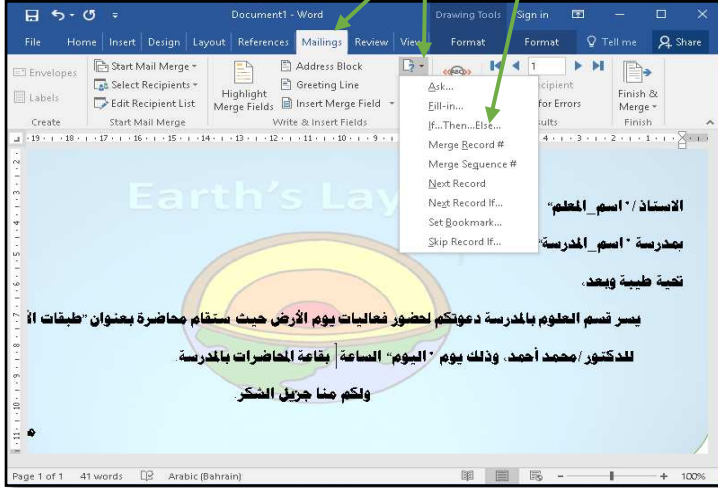 Document1 - Word
Drawing Tools
Sign in
File Home Insert Design Layout References Mailings Review View Format Format Tell me Share
Envelopes
Labels
Create
Start Mail Merge
Select Recipients
Edit Recipient List
Start Mail Merge
Highlight
Merge Fields
Address Block
Greeting Line
Insert Merge Field
Write & Insert Fields
1
for Errors
Finish &
Merge
Finish
Ask...
Fill-in...
If...Then...Else...
Merge Record #
Merge Sequence #
Next Record
Next Record If...
Set Bookmark...
Skip Record If...
Earth's Lay
الاستاذ / "اسم_المعلم"
بمدرسة "اسم_المدرسة"
تحية طيبة وبعد،
يسر قسم العلوم بالمدرسة دعوتكم لحضور فعاليات يوم الأرض حيث ستقام محاضرة بعنوان "طبقات
للدكتور /محمد أحمد، وذلك يوم "اليوم" الساعة بقاعة المحاضرات بالمدرسة.
ولكم منا جزيل الشكر.
Page 1 of 1 41 words Arabic (Bahrain) 100%